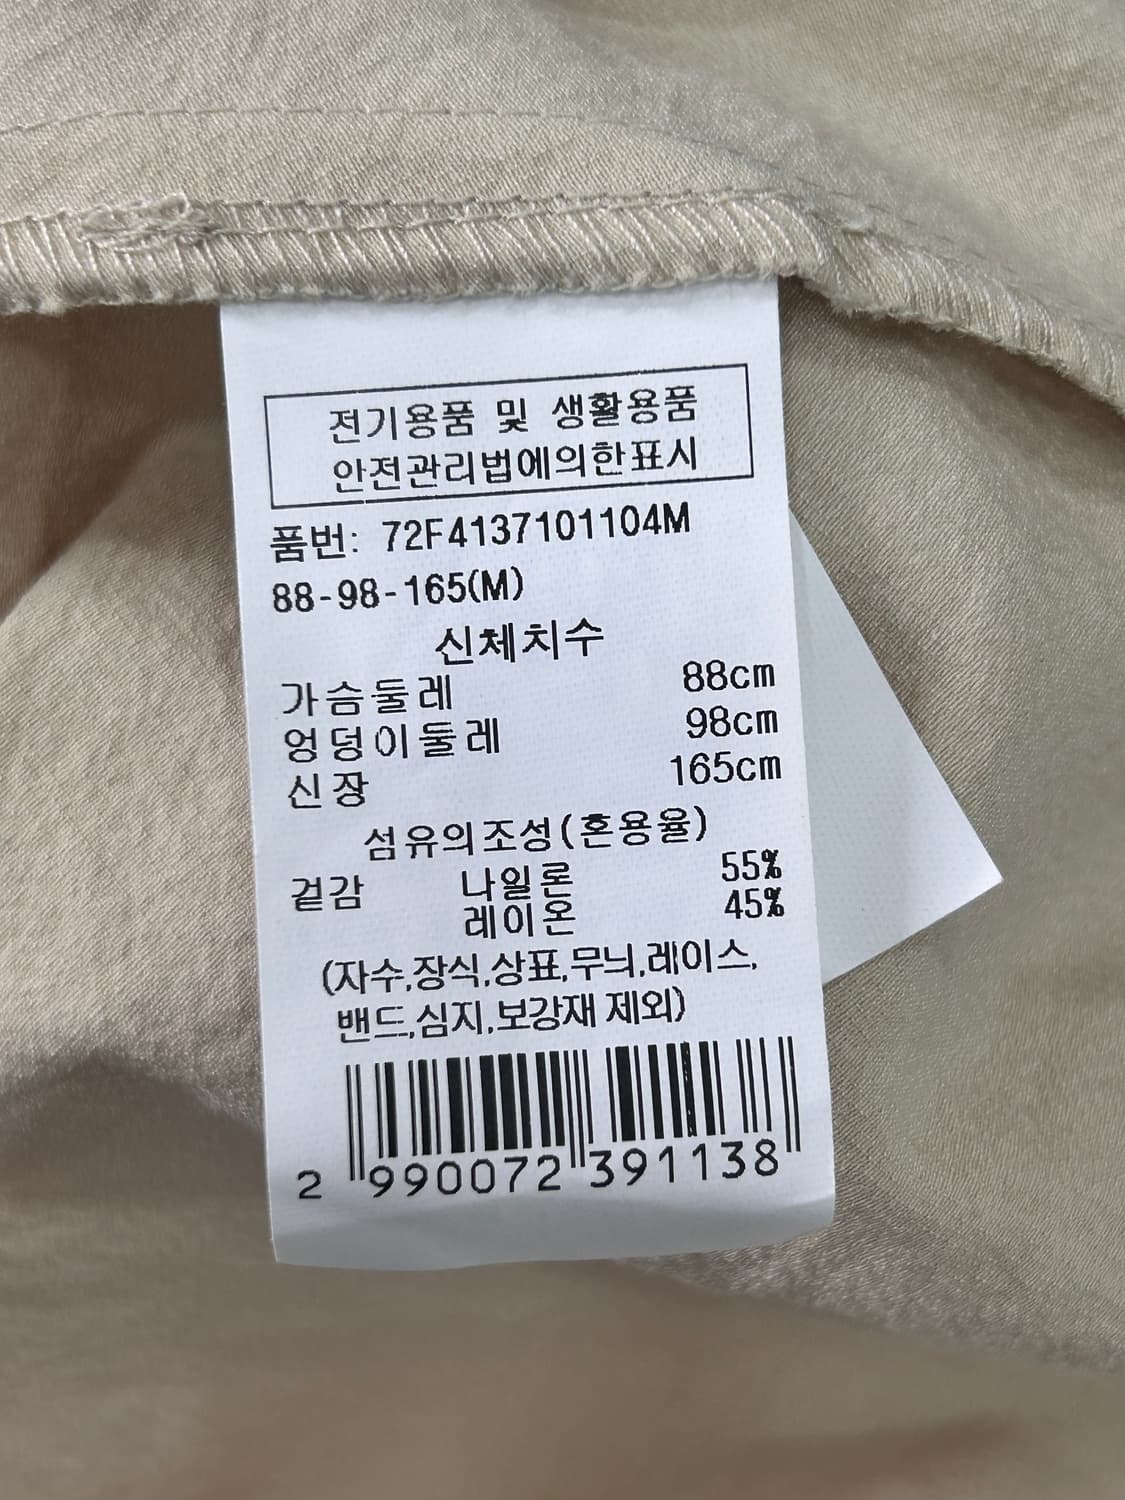 전기용품 및 생활용품
안전관리법에의한표시
품번: 72F4137101104M
88-98-165(M)
신체치수
가슴둘레 88cm
엉덩이둘레 98cm
신장 165cm
섬유의조성(혼용율)
겉감 나일론 55%
레이온 45%
(자수,장식,상표,무늬,레이스,
밴드,심지,보강재 제외)
2 990072 391138